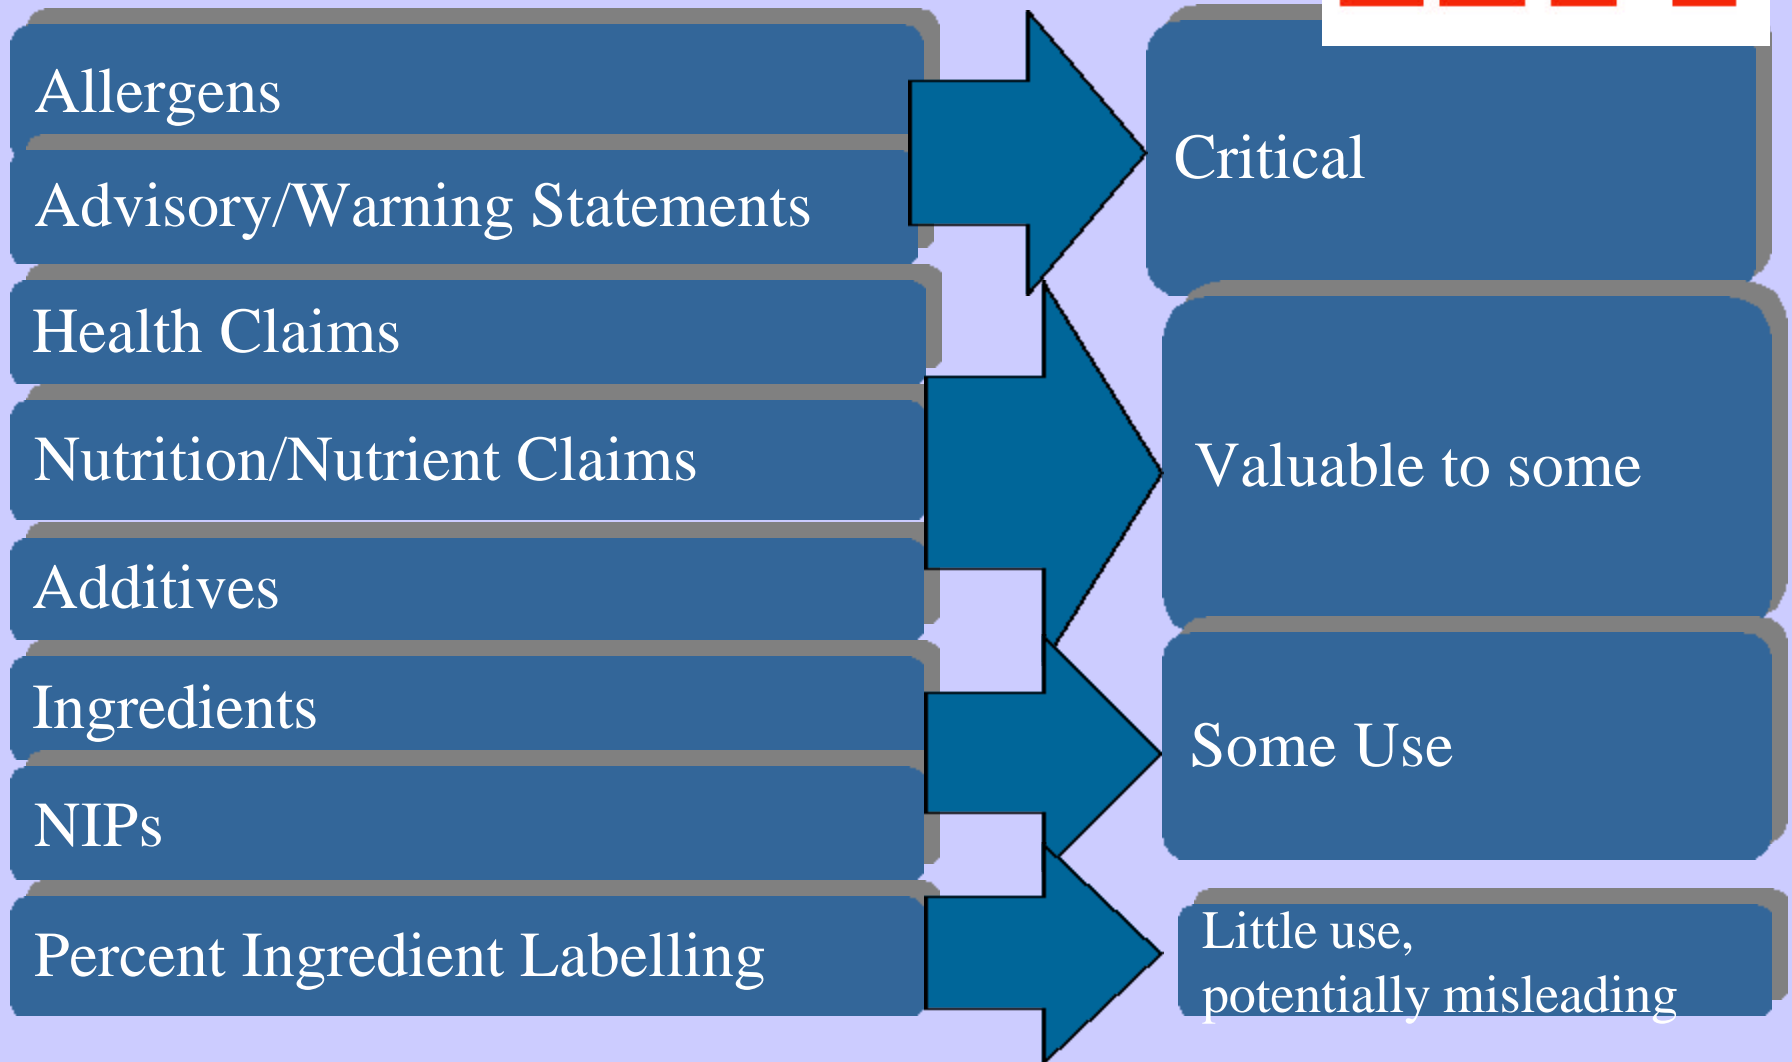 Allergens
Advisory/Warning Statements
Health Claims
Nutrition/Nutrient Claims
Additives
Ingredients
NIPs
Percent Ingredient Labelling
Critical
Valuable to some
Some Use
Little use,
potentially misleading